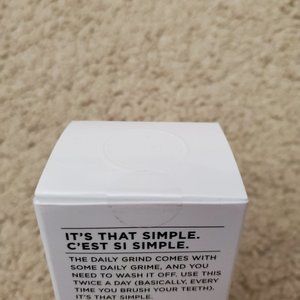 IT'S THAT SIMPLE.
C'EST SI SIMPLE.
THE DAILY GRIND COMES WITH
SOME DAILY GRIME, AND YOU
NEED TO WASH IT OFF. USE THIS
TWICE A DAY (BASICALLY, EVERY
TIME YOU BRUSH YOUR TEETH).
IT'S THAT SIMPLE.